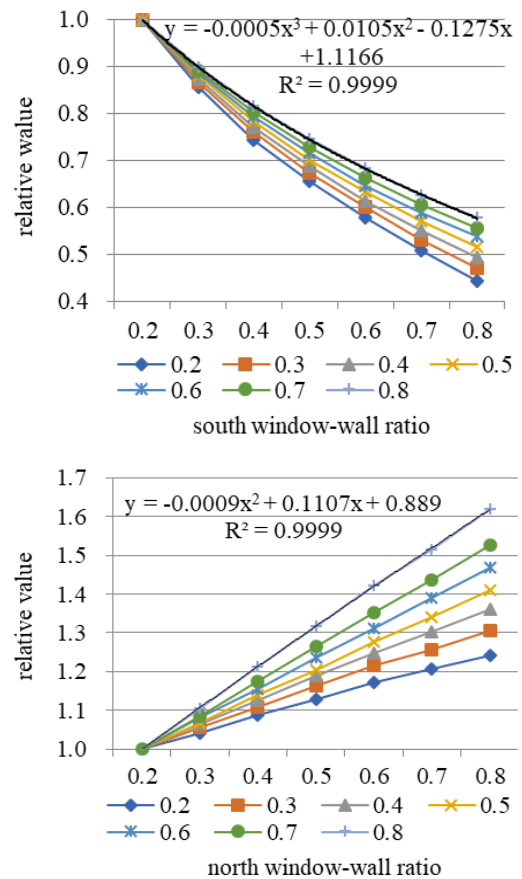 y = -0.0005x³ + 0.0105x² - 0.1275x
+1.1166
R² = 0.9999
1.0
0.9
0.8
0.7
0.6
0.5
0.4
relative walue
0.2 0.3 0.4 0.5 0.6 0.7 0.8
0.2 0.3 0.4 0.5
0.6 0.7 0.8
south window-wall ratio
y = -0.0009x² + 0.1107x + 0.889
R² = 0.9999
1.7
1.6
1.5
1.4
1.3
1.2
1.1
1.0
relative value
0.2 0.3 0.4 0.5 0.6 0.7 0.8
0.2 0.3 0.4 0.5
0.6 0.7 0.8
north window-wall ratio